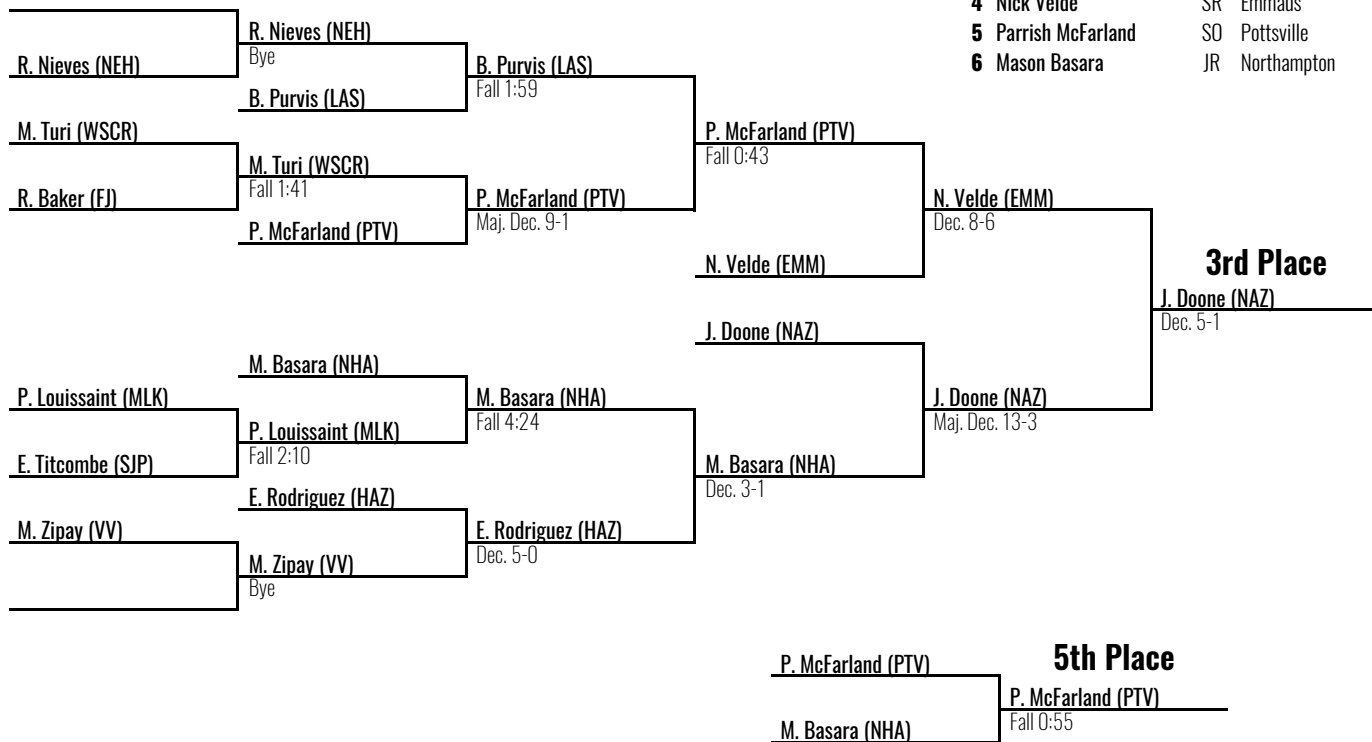 4 Nick Velde SR Emmaus
5 Parrish McFarland SO Pottsville
6 Mason Basara JR Northampton
R. Nieves (NEH)
R. Nieves (NEH)
Bye
B. Purvis (LAS)
B. Purvis (LAS)
Fall 1:59
M. Turi (WSCR)
R. Baker (FJ)
M. Turi (WSCR)
Fall 1:41
P. McFarland (PTV)
P. McFarland (PTV)
Maj. Dec. 9-1
P. McFarland (PTV)
Fall 0:43
N. Velde (EMM)
N. Velde (EMM)
Dec. 8-6
3rd Place
J. Doone (NAZ)
Dec. 5-1
J. Doone (NAZ)
J. Doone (NAZ)
Maj. Dec. 13-3
M. Basara (NHA)
P. Louissaint (MLK)
E. Titcombe (SJP)
P. Louissaint (MLK)
Fall 2:10
M. Basara (NHA)
Fall 4:24
M. Basara (NHA)
Dec. 3-1
E. Rodriguez (HAZ)
E. Rodriguez (HAZ)
Dec. 5-0
M. Zipay (VV)
M. Zipay (VV)
Bye
5th Place
P. McFarland (PTV)
P. McFarland (PTV)
Fall 0:55
M. Basara (NHA)